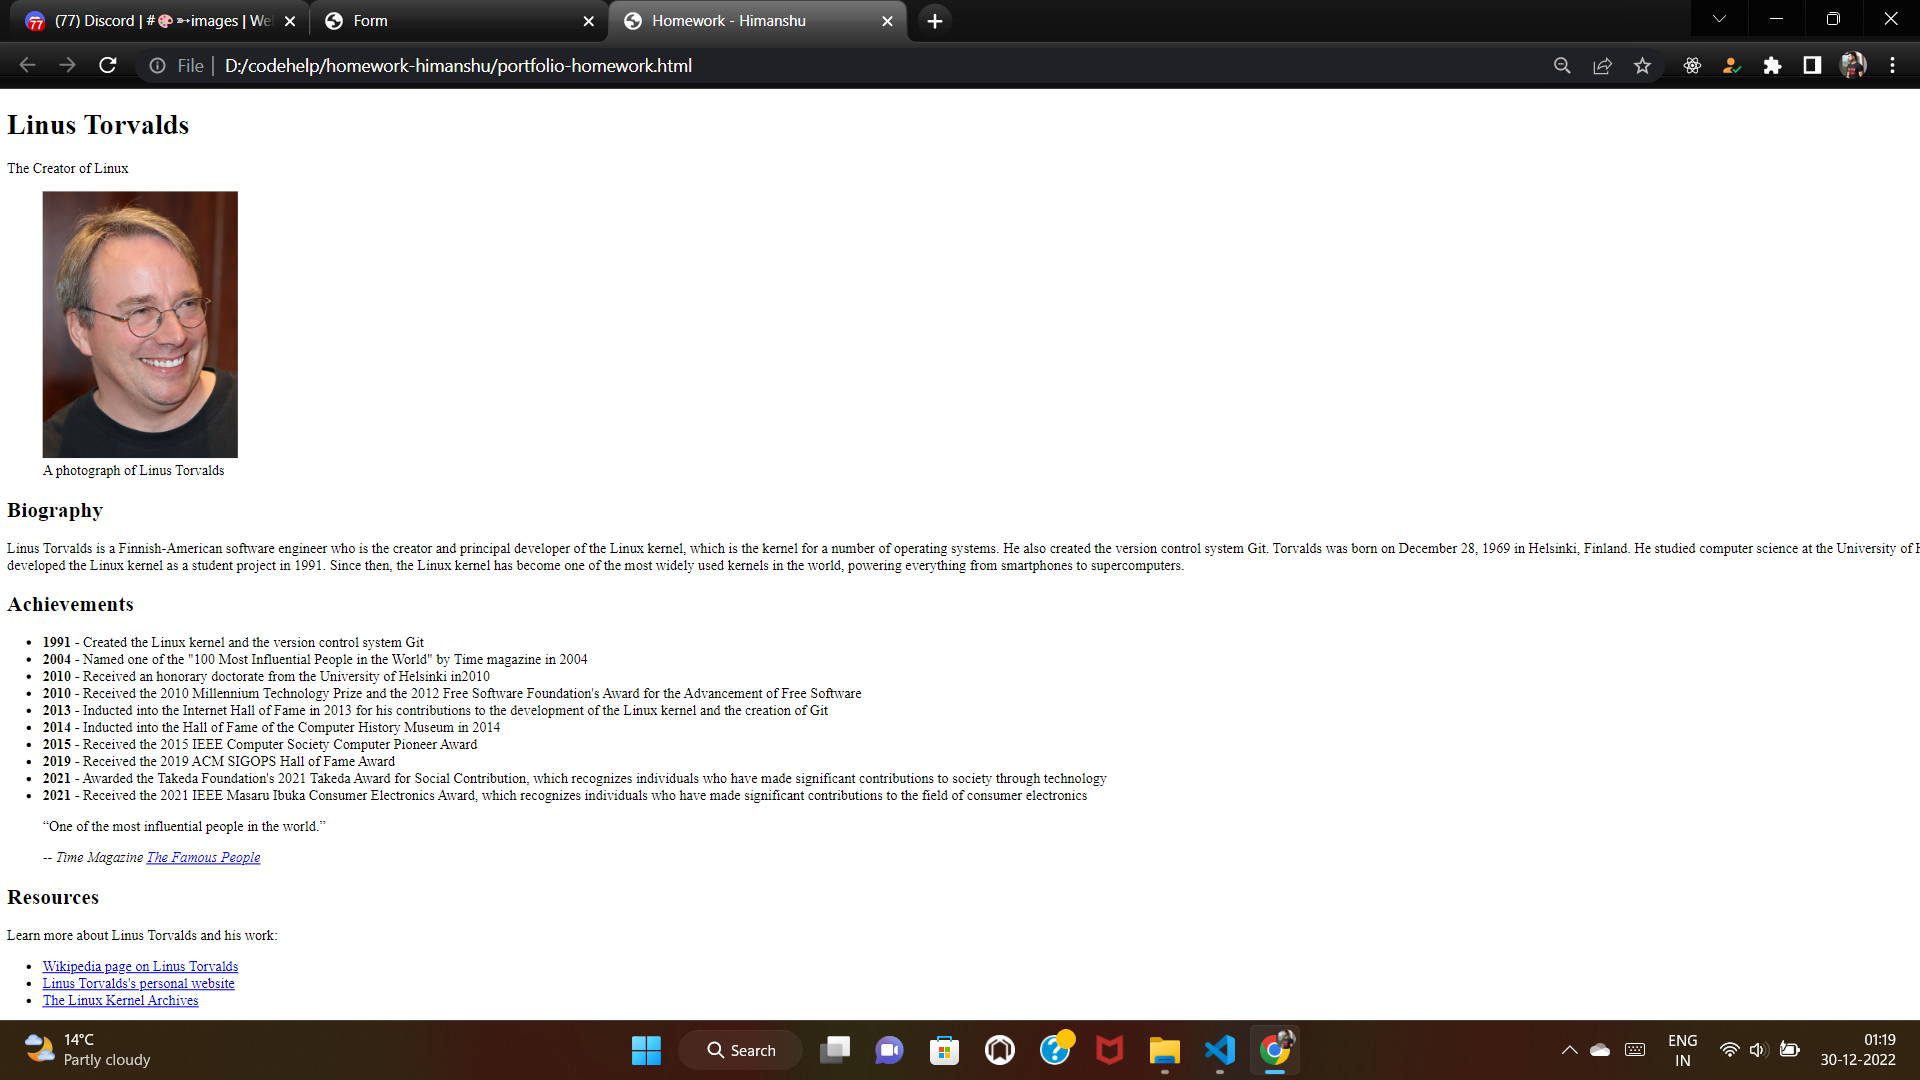 77
(77) Discord | #🎨➵images | We
Form
Homework - Himanshu
File
D:/codehelp/homework-himanshu/portfolio-homework.html
Linus Torvalds
The Creator of Linux
A photograph of Linus Torvalds
Biography
Linus Torvalds is a Finnish-American software engineer who is the creator and principal developer of the Linux kernel, which is the kernel for a number of operating systems. He also created the version control system Git. Torvalds was born on December 28, 1969 in Helsinki, Finland. He studied computer science at the University of
developed the Linux kernel as a student project in 1991. Since then, the Linux kernel has become one of the most widely used kernels in the world, powering everything from smartphones to supercomputers.
Achievements
• 1991 - Created the Linux kernel and the version control system Git
• 2004 - Named one of the "100 Most Influential People in the World" by Time magazine in 2004
• 2010 - Received an honorary doctorate from the University of Helsinki in2010
• 2010 - Received the 2010 Millennium Technology Prize and the 2012 Free Software Foundation's Award for the Advancement of Free Software
• 2013 - Inducted into the Internet Hall of Fame in 2013 for his contributions to the development of the Linux kernel and the creation of Git
• 2014 - Inducted into the Hall of Fame of the Computer History Museum in 2014
• 2015 - Received the 2015 IEEE Computer Society Computer Pioneer Award
• 2019 - Received the 2019 ACM SIGOPS Hall of Fame Award
• 2021 - Awarded the Takeda Foundation's 2021 Takeda Award for Social Contribution, which recognizes individuals who have made significant contributions to society through technology
• 2021 - Received the 2021 IEEE Masaru Ibuka Consumer Electronics Award, which recognizes individuals who have made significant contributions to the field of consumer electronics
“One of the most influential people in the world.”
-- Time Magazine The Famous People
Resources
Learn more about Linus Torvalds and his work:
• Wikipedia page on Linus Torvalds
• Linus Torvalds's personal website
• The Linux Kernel Archives
14°C
Partly cloudy
Search
ENG
IN
01:19
30-12-2022